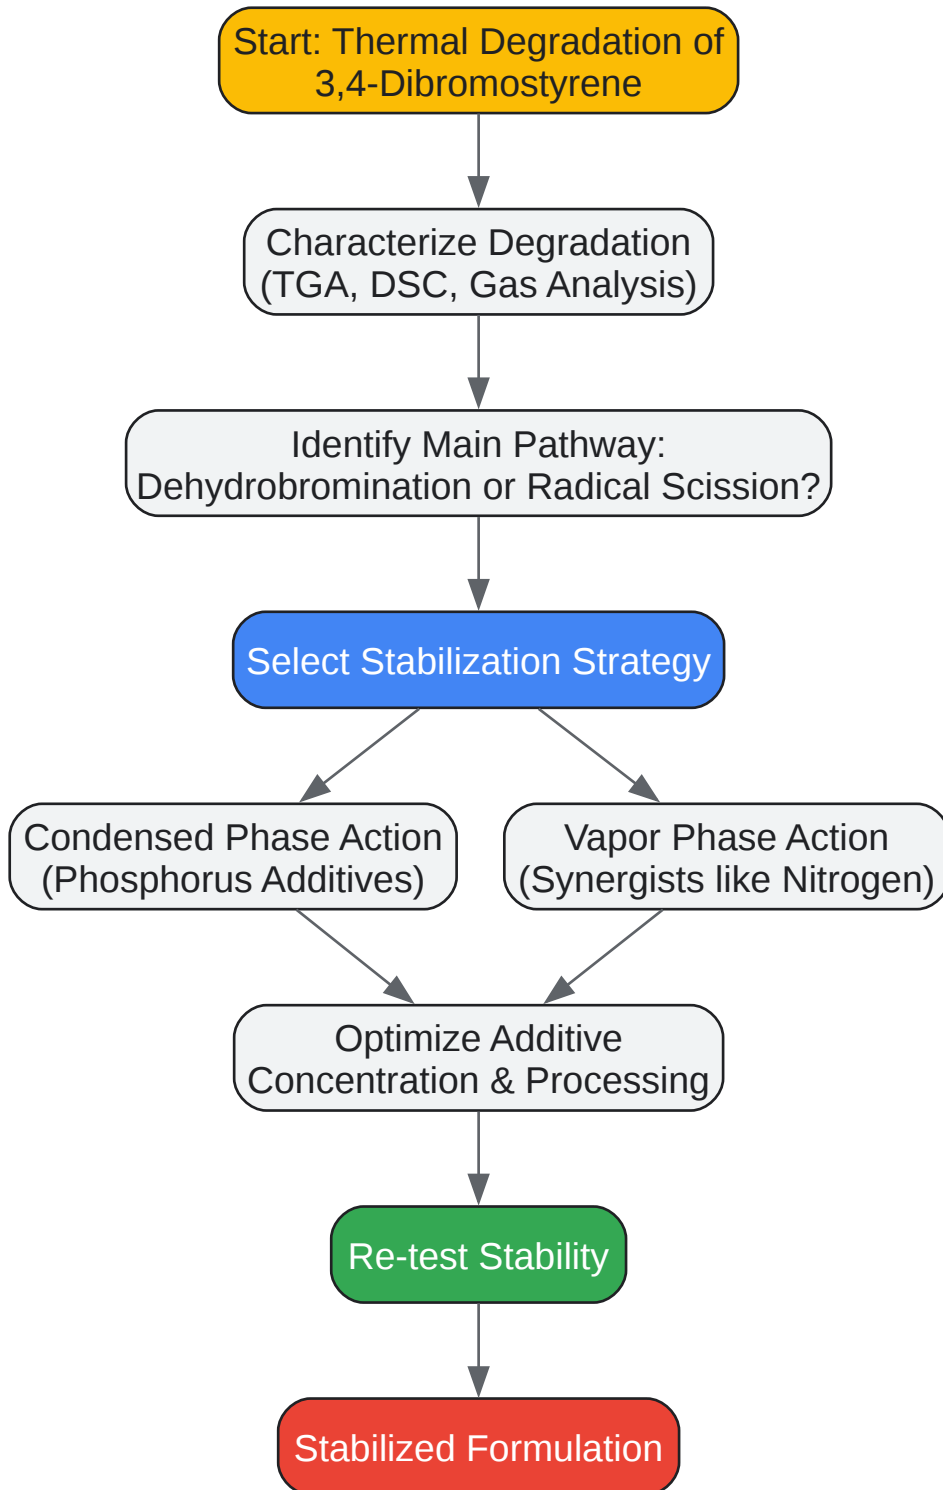 Start: Thermal Degradation of
3,4-Dibromostyrene
Characterize Degradation
(TGA, DSC, Gas Analysis)
Identify Main Pathway:
Dehydrobromination or Radical Scission?
Select Stabilization Strategy
Condensed Phase Action
(Phosphorus Additives)
Vapor Phase Action
(Synergists like Nitrogen)
Optimize Additive
Concentration & Processing
Re-test Stability
Stabilized Formulation